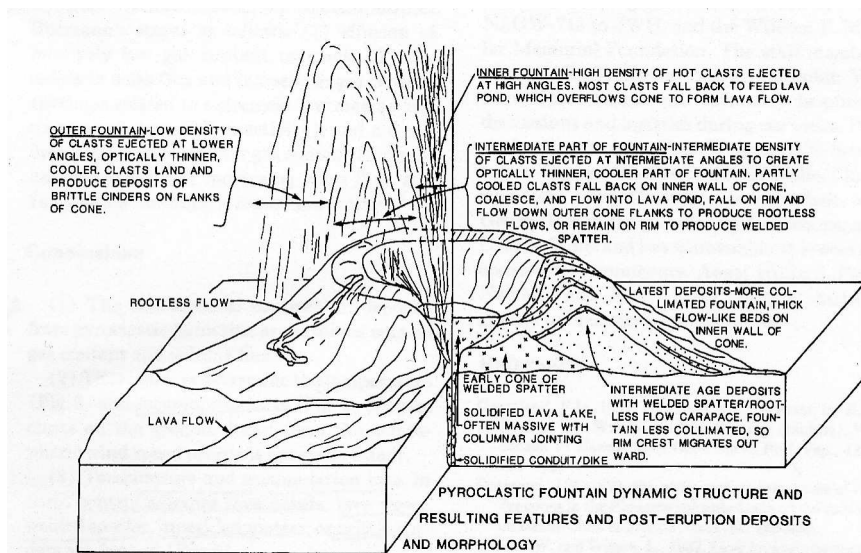 INNER FOUNTAIN-HIGH DENSITY OF HOT CLASTS EJECTED
AT HIGH ANGLES. MOST CLASTS FALL BACK TO FEED LAVA
POND, WHICH OVERFLOWS CONE TO FORM LAVA FLOW.
OUTER FOUNTAIN-LOW DENSITY
OF CLASTS EJECTED AT LOWER
ANGLES, OPTICALLY THINNER,
COOLER. CLASTS LAND AND
PRODUCE DEPOSITS OF
BRITTLE CINDERS ON FLANKS
OF CONE.
INTERMEDIATE PART OF FOUNTAIN-INTERMEDIATE DENSITY
OF CLASTS EJECTED AT INTERMEDIATE ANGLES TO CREATE
OPTICALLY THINNER, COOLER PART OF FOUNTAIN. PARTLY
COOLED CLASTS FALL BACK ON INNER WALL OF CONE,
COALESCE, AND FLOW INTO LAVA POND, FALL ON RIM AND
FLOW DOWN OUTER CONE FLANKS TO PRODUCE ROOTLESS
FLOWS, OR REMAIN ON RIM TO PRODUCE WELDED
SPATTER.
ROOTLESS FLOW
LATEST DEPOSITS-MORE COL-
LIMATED FOUNTAIN, THICK
FLOW-LIKE BEDS ON
INNER WALL OF
CONE.
LAVA FLOW
EARLY CONE OF
WELDED SPATTER
SOLIDIFIED LAVA LAKE,
OFTEN MASSIVE WITH
COLUMNAR JOINTING
SOLIDIFIED CONDUIT/DIKE
INTERMEDIATE AGE DEPOSITS
WITH WELDED SPATTER/ROOT-
LESS FLOW CARAPACE. FOUN-
TAIN LESS COLLIMATED, SO
RIM CREST MIGRATES OUT
WARD.
PYROCLASTIC FOUNTAIN DYNAMIC STRUCTURE AND
RESULTING FEATURES AND POST-ERUPTION DEPOSITS
AND MORPHOLOGY